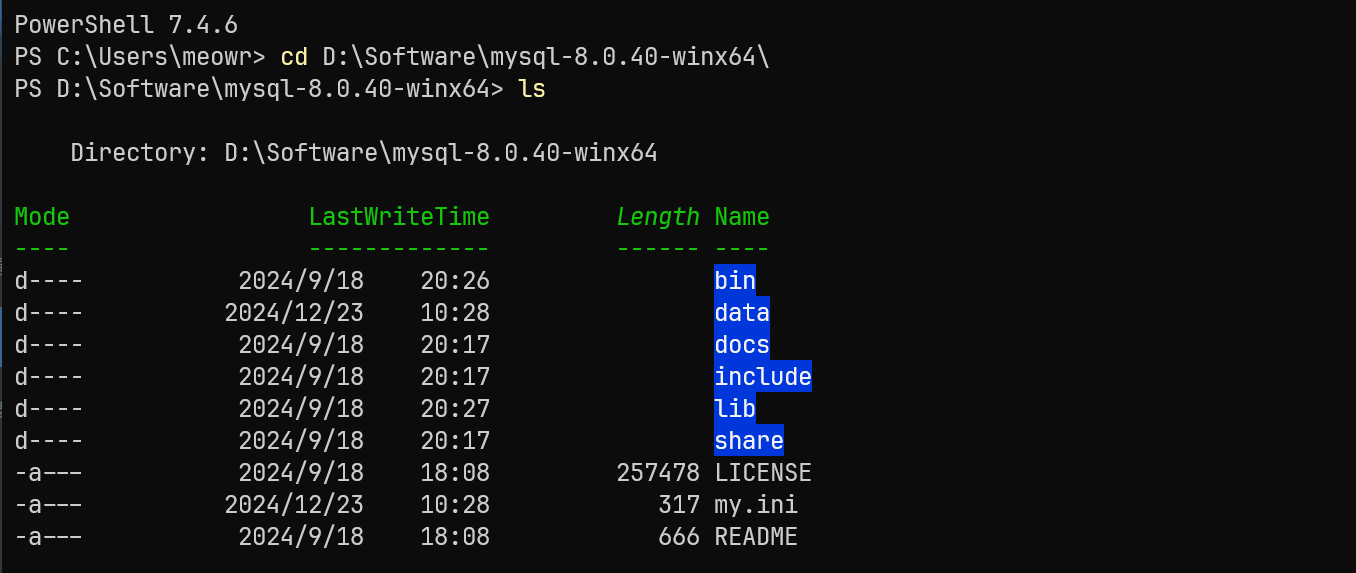 PowerShell 7.4.6
PS C:\Users\meowr> cd D:\Software\mysql-8.0.40-winx64\
PS D:\Software\mysql-8.0.40-winx64> ls
Directory: D:\Software\mysql-8.0.40-winx64
Mode                 LastWriteTime         Length Name
----                 -------------         ------ ----
d----           2024/9/18    20:26                bin
d----          2024/12/23    10:28                data
d----           2024/9/18    20:17                docs
d----           2024/9/18    20:17                include
d----           2024/9/18    20:27                lib
d----           2024/9/18    20:17                share
-a---           2024/9/18    18:08         257478 LICENSE
-a---          2024/12/23    10:28            317 my.ini
-a---           2024/9/18    18:08            666 README